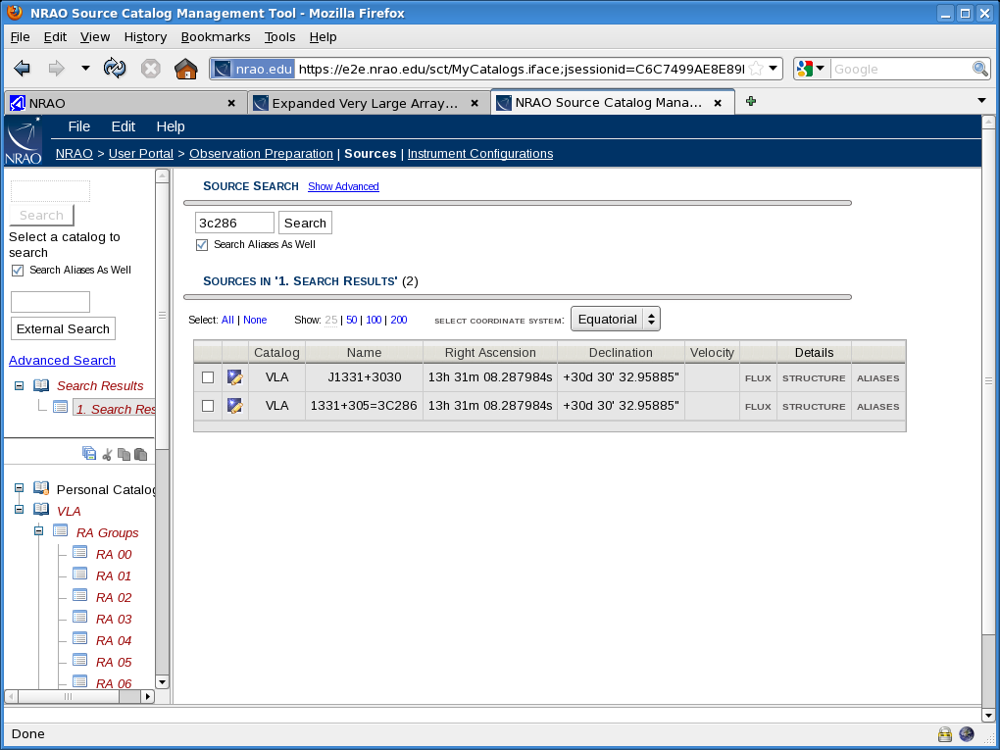 NRAO Source Catalog Management Tool - Mozilla Firefox
File Edit View History Bookmarks Tools Help
nrao.edu https://e2e.nrao.edu/sct/MyCatalogs.iface;jsessionid=C6C7499AE8E89I Google
NRAO Expanded Very Large Array... NRAO Source Catalog Mana...
File Edit Help
NRAO
NRAO > User Portal > Observation Preparation | Sources | Instrument Configurations
Search
Select a catalog to
search
Search Aliases As Well
External Search
Advanced Search
Search Results
1. Search Res
Personal Catalog
VLA
RA Groups
RA 00
RA 01
RA 02
RA 03
RA 04
RA 05
RA 06
SOURCE SEARCH Show Advanced
3c286 Search
Search Aliases As Well
SOURCES IN '1. SEARCH RESULTS' (2)
Select: All | None Show: 25 | 50 | 100 | 200 SELECT COORDINATE SYSTEM: Equatorial
Catalog Name Right Ascension Declination Velocity Details
VLA J1331+3030 13h 31m 08.287984s +30d 30' 32.95885" FLUX STRUCTURE ALIASES
VLA 1331+305=3C286 13h 31m 08.287984s +30d 30' 32.95885" FLUX STRUCTURE ALIASES
Done